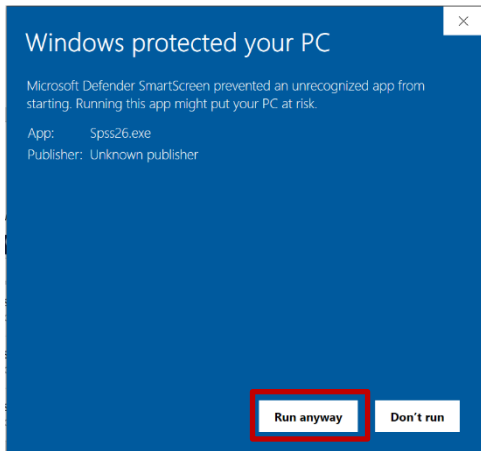 Windows protected your PC
Microsoft Defender SmartScreen prevented an unrecognized app from
starting. Running this app might put your PC at risk.
App: Spss26.exe
Publisher: Unknown publisher
Run anyway Don't run